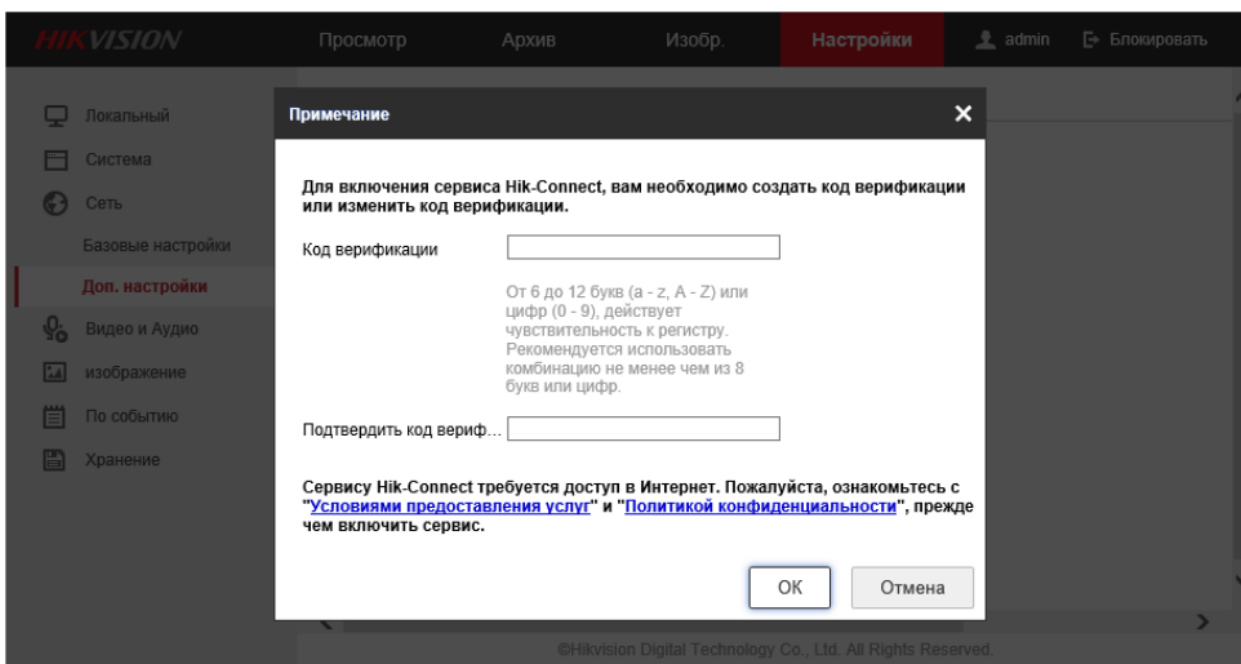 HIKVISION
Просмотр
Архив
Изобр.
Настройки
admin
Блокировать
Локальный
Система
Сеть
Базовые настройки
Доп. настройки
Видео и Аудио
изображение
По событию
Хранение
Примечание
Для включения сервиса Hik-Connect, вам необходимо создать код верификации
или изменить код верификации.
Код верификации
От 6 до 12 букв (a - z, A - Z) или
цифр (0 - 9), действует
чувствительность к регистру.
Рекомендуется использовать
комбинацию не менее чем из 8
букв или цифр.
Подтвердить код вериф...
Сервису Hik-Connect требуется доступ в Интернет. Пожалуйста, ознакомьтесь с
"Условиями предоставления услуг" и "Политикой конфиденциальности", прежде
чем включить сервис.
OK
Отмена
©Hikvision Digital Technology Co., Ltd. All Rights Reserved.